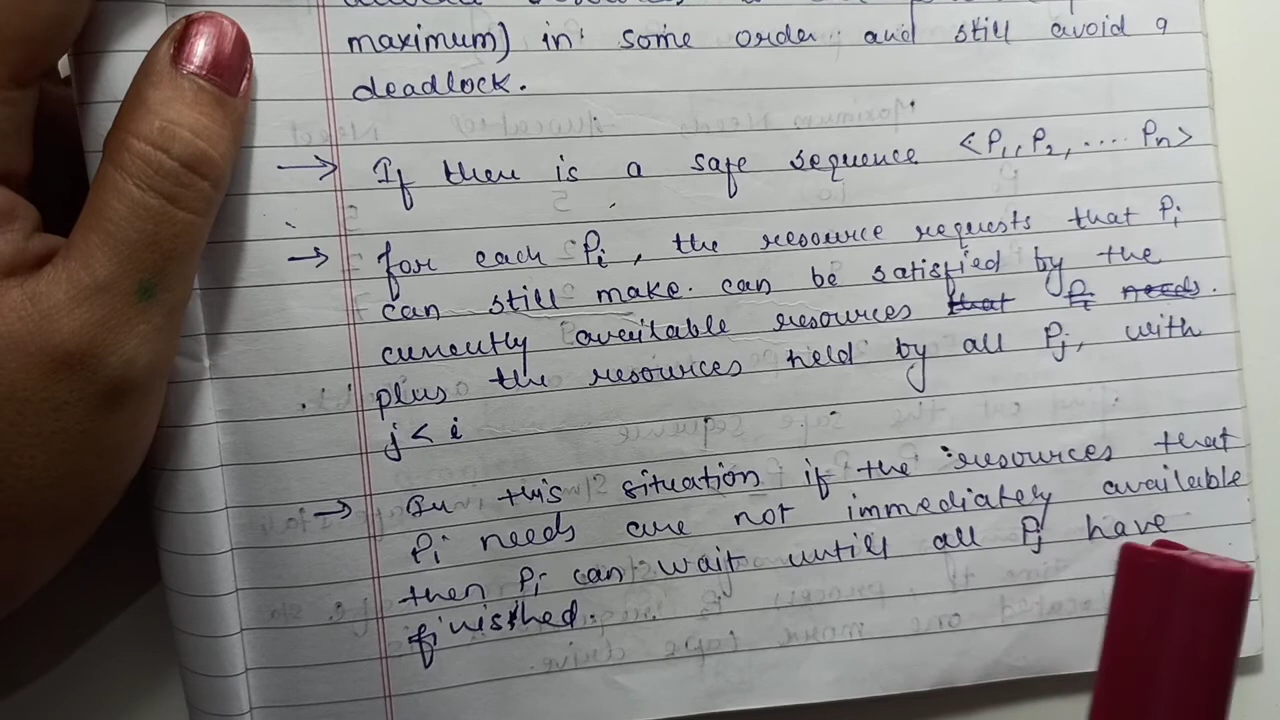 maximum) in some order and still avoid a
deadlock.
→ If there is a safe sequence <P1, P2, .... Pn>
→ for each Pi, the resource requests that Pi
can still make. can be satisfied by the
currently available resources that Pi needs.
plus the resources held by all Pj, with
j < i
→ In this situation if the resources that
Pi needs are not immediately available
then Pi can wait untill all Pj have
finished.